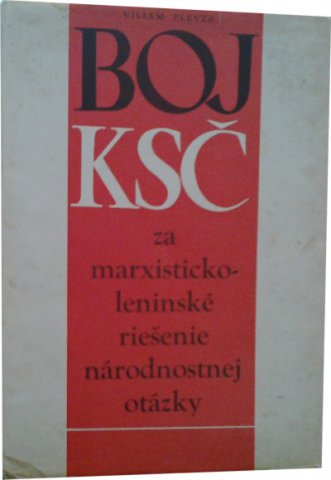 VILIAM PLEVZA
BOJ
KSČ
za
marxisticko-
leninské
riešenie
národnostnej
otázky